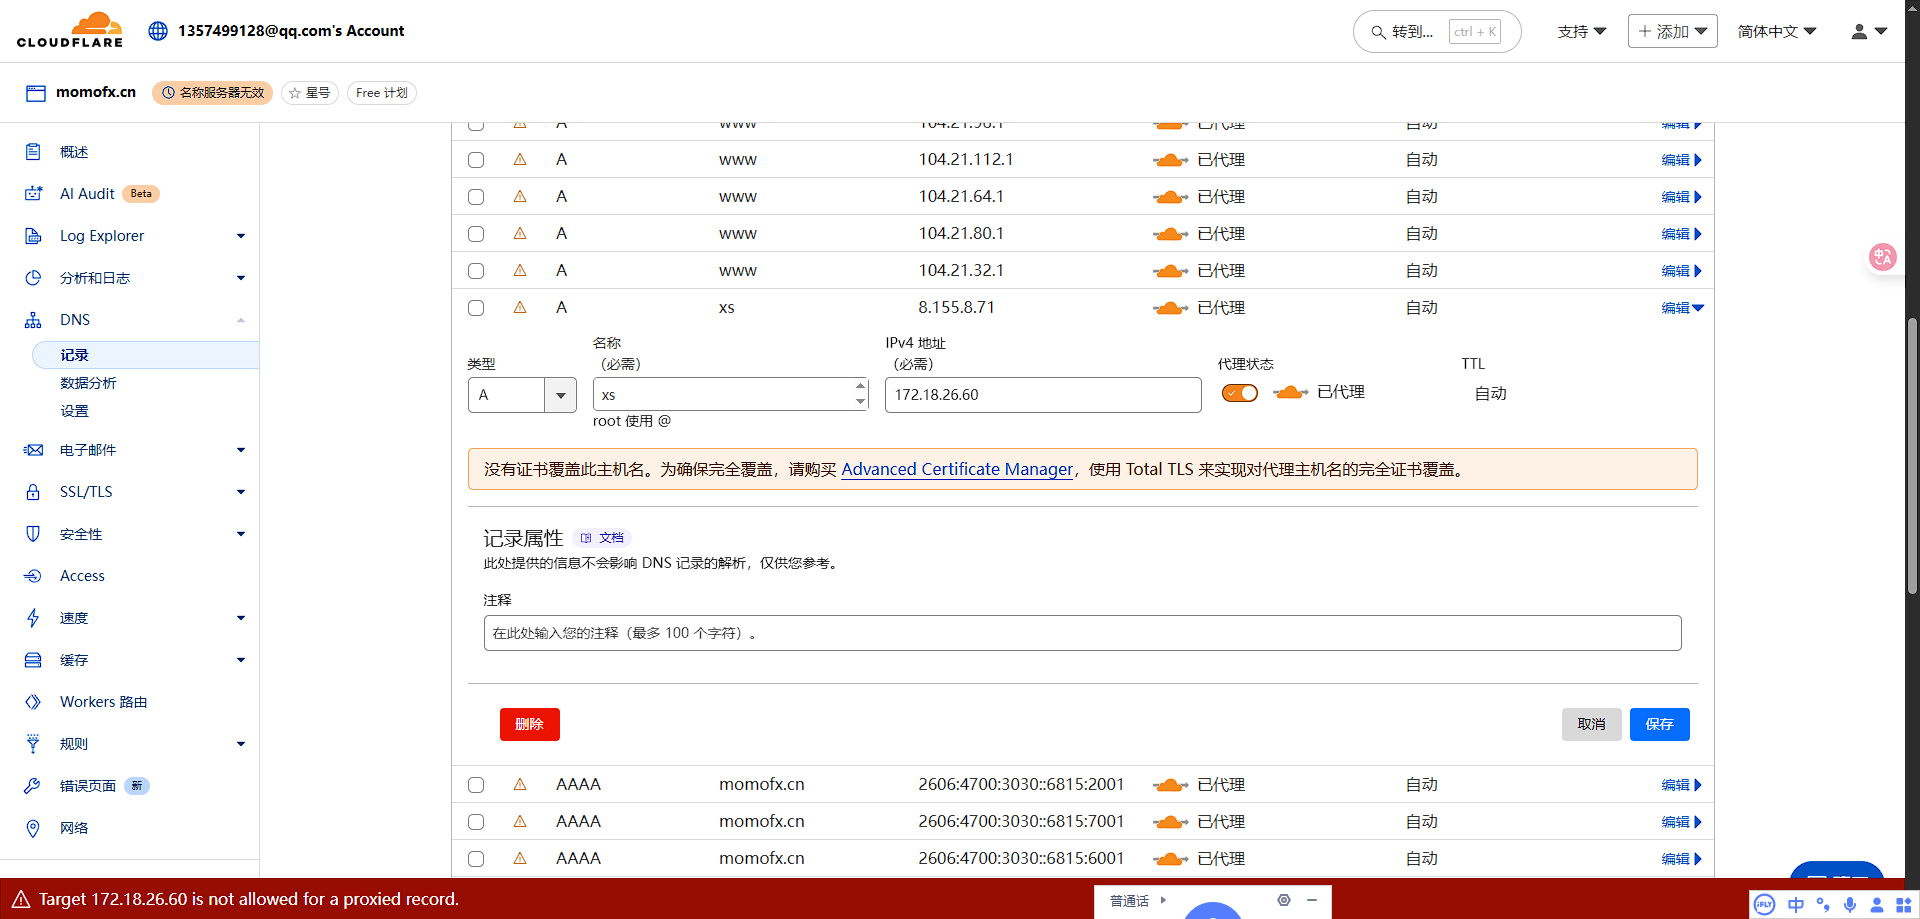 CLOUDFLARE
1357499128@qq.com's Account
转到...
ctrl + K
支持
添加
简体中文
momofx.cn
名称服务器无效
星号
Free 计划
概述
AI Audit
Beta
Log Explorer
分析和日志
DNS
记录
数据分析
设置
电子邮件
SSL/TLS
安全性
Access
速度
缓存
Workers 路由
规则
错误页面
新
网络
A www 104.21.96.1 已代理 自动 编辑
A www 104.21.112.1 已代理 自动 编辑
A www 104.21.64.1 已代理 自动 编辑
A www 104.21.80.1 已代理 自动 编辑
A www 104.21.32.1 已代理 自动 编辑
A xs 8.155.8.71 已代理 自动 编辑
类型
名称
（必需）
IPv4 地址
（必需）
代理状态
TTL
A
xs
172.18.26.60
已代理
自动
root 使用 @
没有证书覆盖此主机名。为确保完全覆盖，请购买 Advanced Certificate Manager，使用 Total TLS 来实现对代理主机名的完全证书覆盖。
记录属性
文档
此处提供的信息不会影响 DNS 记录的解析，仅供您参考。
注释
在此处输入您的注释（最多 100 个字符）。
删除
取消
保存
AAAA momofx.cn 2606:4700:3030::6815:2001 已代理 自动 编辑
AAAA momofx.cn 2606:4700:3030::6815:7001 已代理 自动 编辑
AAAA momofx.cn 2606:4700:3030::6815:6001 已代理 自动 编辑
Target 172.18.26.60 is not allowed for a proxied record.
普通话
iFLY
中